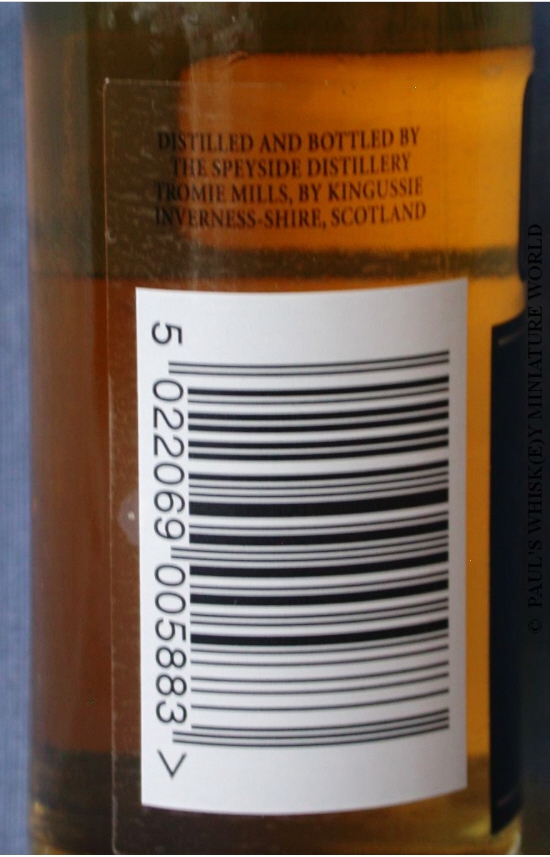 DISTILLED AND BOTTLED BY
THE SPEYSIDE DISTILLERY
TROMIE MILLS, BY KINGUSSIE
INVERNESS-SHIRE, SCOTLAND
5 022069 005883 >
© PAUL'S WHISK(E)Y MINIATURE WORLD